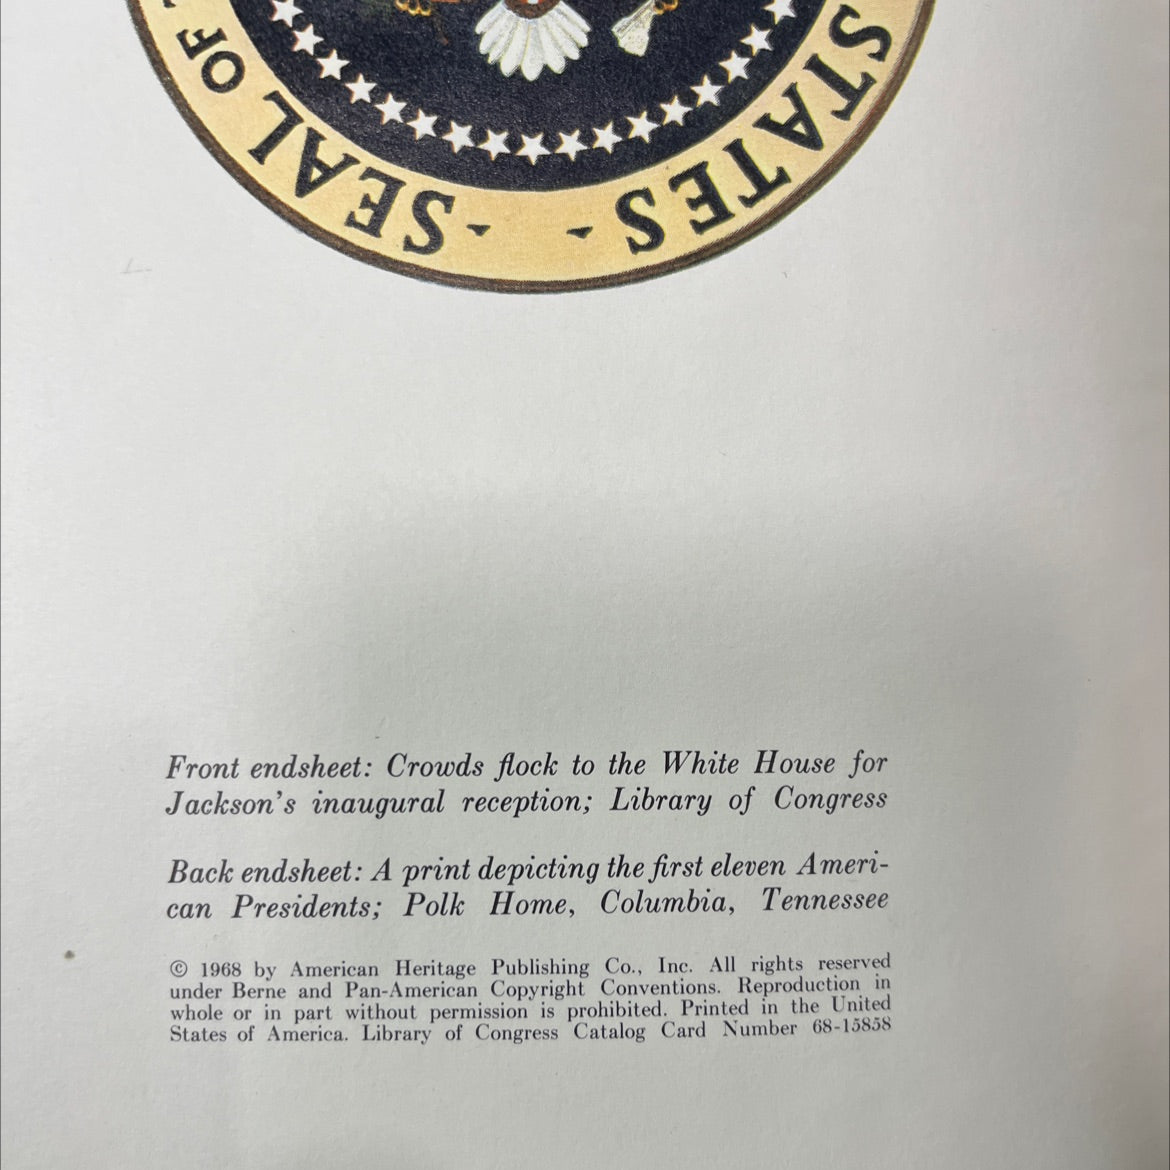 SEAL OF
STATES
Front endsheet: Crowds flock to the White House for
Jackson's inaugural reception; Library of Congress
Back endsheet: A print depicting the first eleven Ameri-
can Presidents; Polk Home, Columbia, Tennessee
© 1968 by American Heritage Publishing Co., Inc. All rights reserved
under Berne and Pan-American Copyright Conventions. Reproduction in
whole or in part without permission is prohibited. Printed in the United
States of America. Library of Congress Catalog Card Number 68-15858